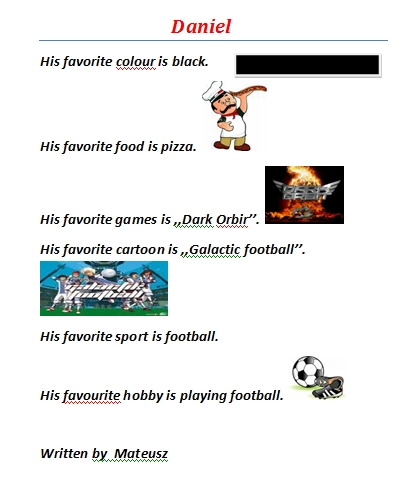 Daniel
His favorite colour is black.
His favorite food is pizza.
His favorite games is ,,Dark Orbir’’.
His favorite cartoon is ,,Galactic football’’.
His favorite sport is football.
His favourite hobby is playing football.
Written by  Mateusz